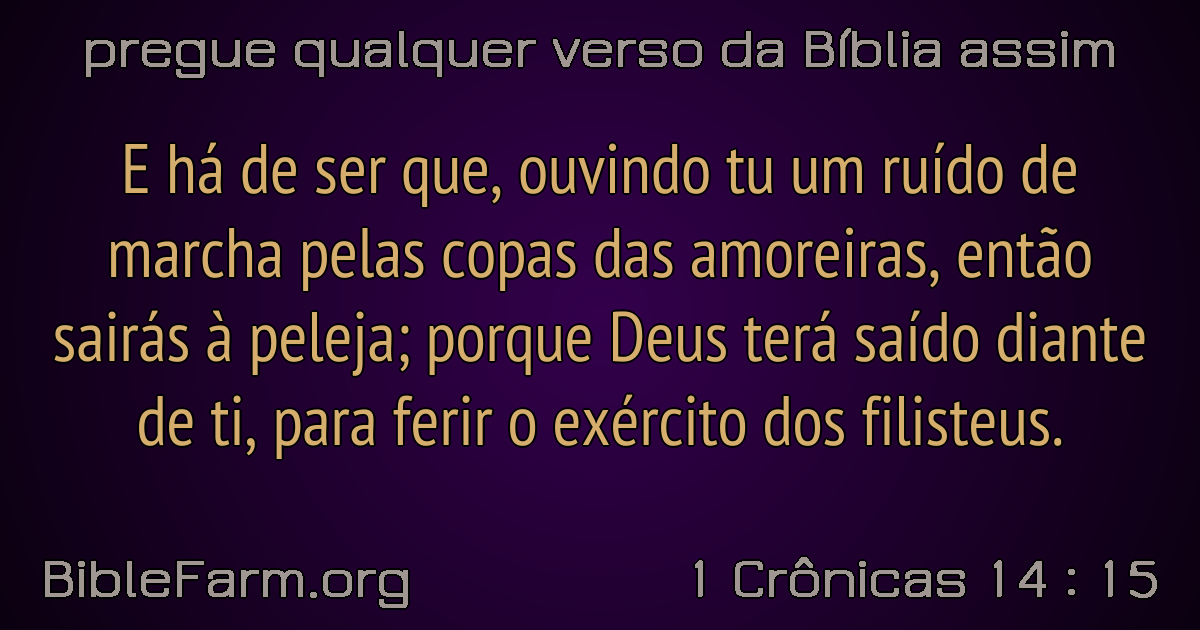 pregue qualquer verso da Bíblia assim
E há de ser que, ouvindo tu um ruído de
marcha pelas copas das amoreiras, então
sairás à peleja; porque Deus terá saído diante
de ti, para ferir o exército dos filisteus.
BibleFarm.org
1 Crônicas 14 : 15